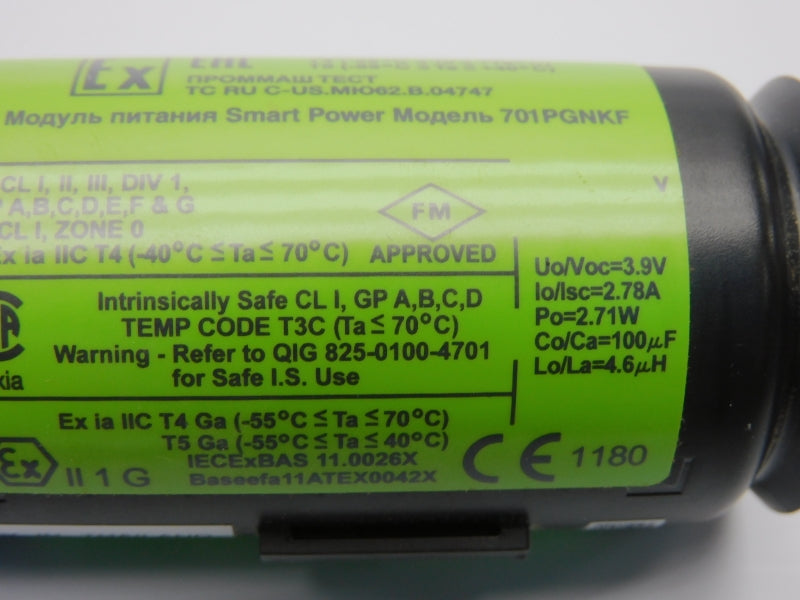 Ex
EAC
ПРОММАШ ТЕСТ
TC RU C-US.МЮ62.B.04747
Модуль питания Smart Power Модель 701PGNKF
CL I, II, III, DIV 1,
A,B,C,D,E,F & G
CL I, ZONE 0
Ex ia IIC T4 (-40°C ≤Ta≤ 70°C)
FM
APPROVED
v
Intrinsically Safe CL I, GP A,B,C,D
TEMP CODE T3C (Ta≤ 70°C)
Warning - Refer to QIG 825-0100-4701
for Safe I.S. Use
Uo/Voc=3.9V
Io/Isc=2.78A
Po=2.71W
Co/Ca=100µF
Lo/La=4.6µH
Ex ia IIC T4 Ga (-55°C ≤ Ta ≤ 70°C)
T5 Ga (-55°C ≤ Ta ≤ 40°C)
IECExBAS 11.0026X
Baseefa11ATEX0042X
Ex II 1 G
CE 1180